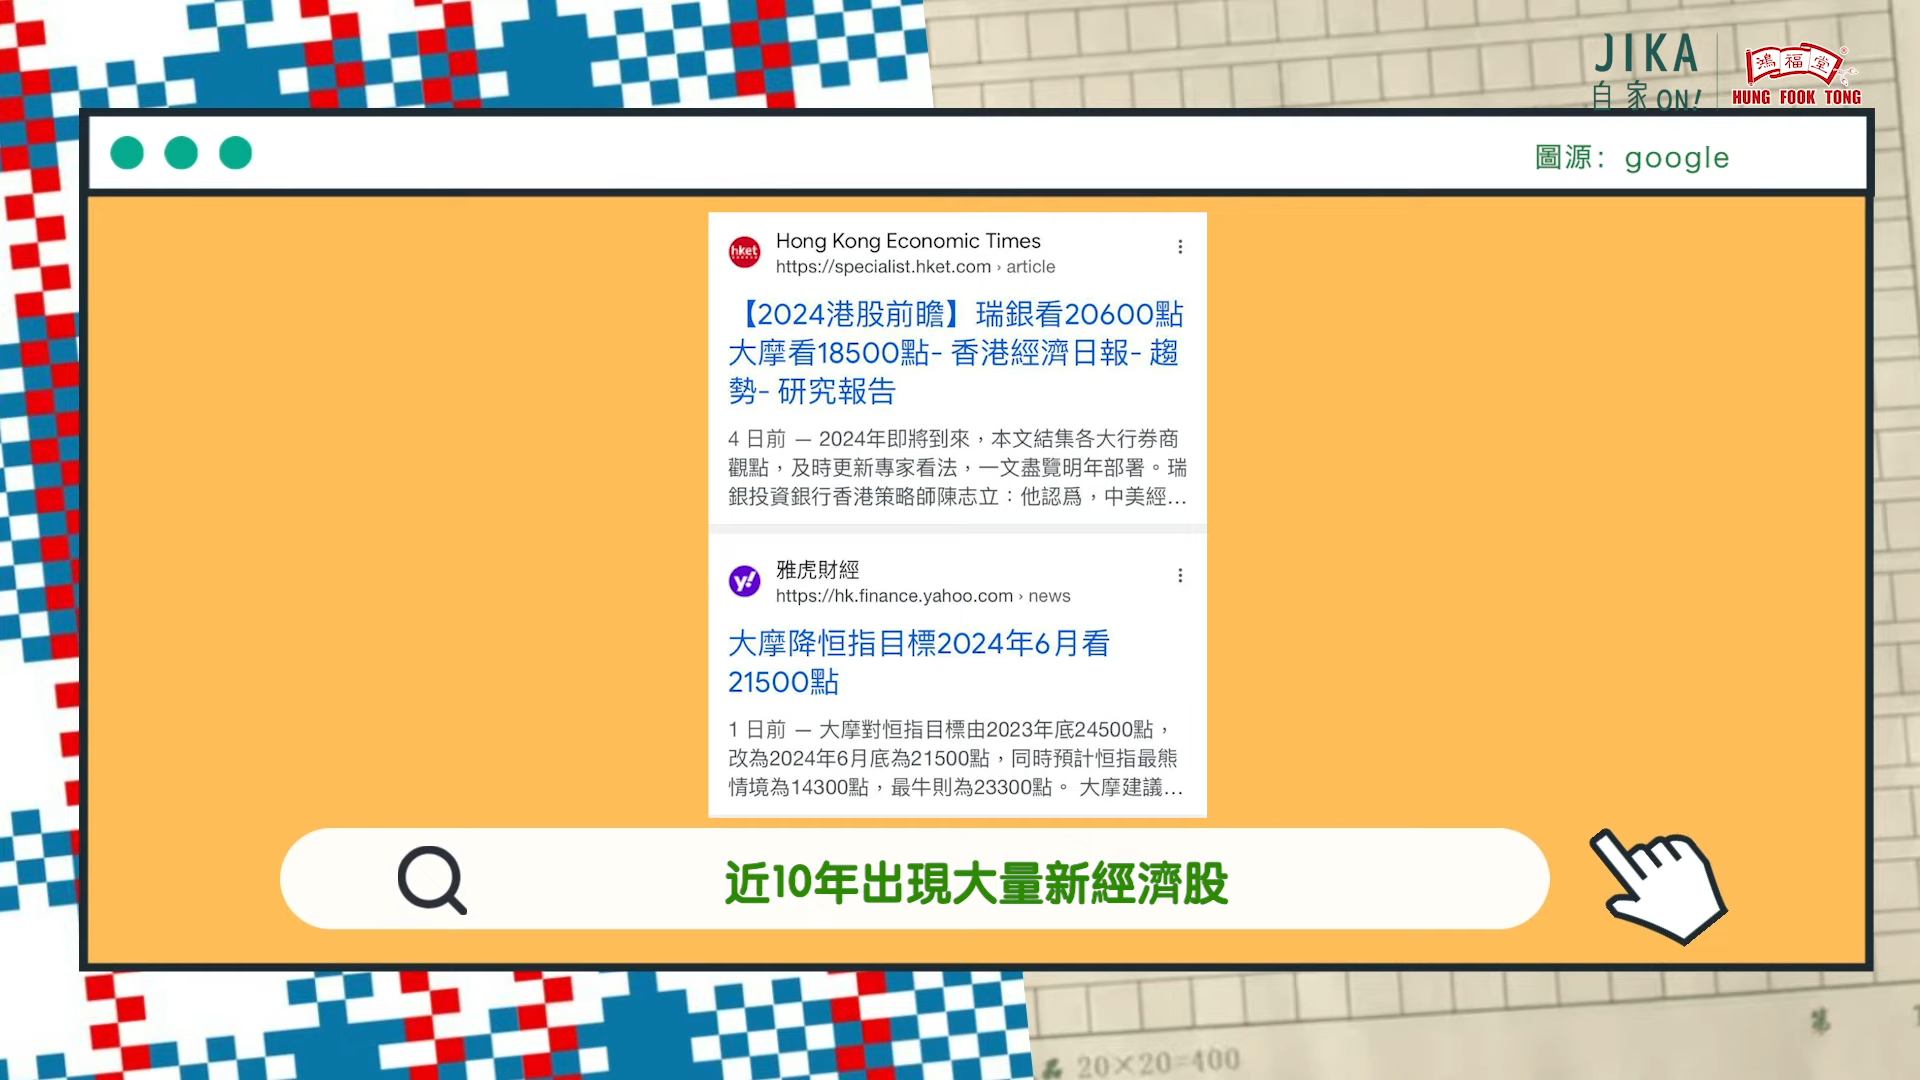 JIKA
自家ON!
鴻福堂
HUNG FOOK TONG
圖源：google
hket
Hong Kong Economic Times
https://specialist.hket.com › article
【2024港股前瞻】瑞銀看20600點
大摩看18500點- 香港經濟日報- 趨
勢- 研究報告
4 日前 — 2024年即將到來，本文結集各大行券商
觀點，及時更新專家看法，一文盡覽明年部署。瑞
銀投資銀行香港策略師陳志立：他認爲，中美經...
y!
雅虎財經
https://hk.finance.yahoo.com › news
大摩降恒指目標2024年6月看
21500點
1 日前 — 大摩對恒指目標由2023年底24500點，
改為2024年6月底為21500點，同時預計恒指最熊
情境為14300點，最牛則為23300點。 大摩建議...
近10年出現大量新經濟股
第
20×20=400